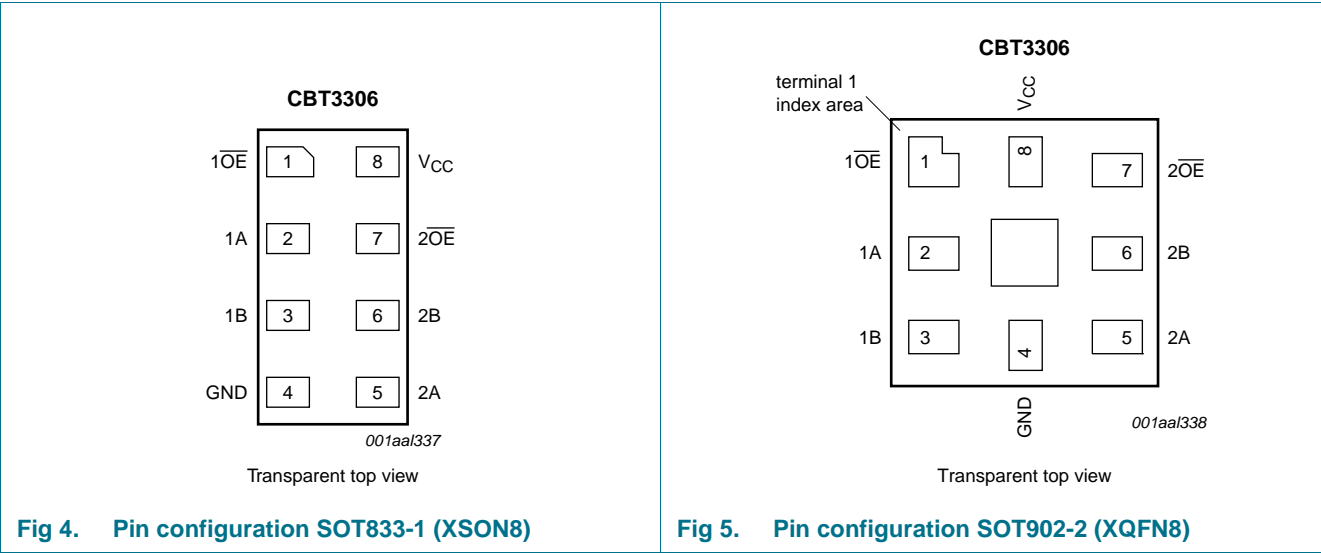 CBT3306
1OE 1 8 VCC
1A 2 7 2OE
1B 3 6 2B
GND 4 5 2A
001aal337
Transparent top view
Fig 4. Pin configuration SOT833-1 (XSON8)
CBT3306
terminal 1
index area
VCC
1OE 1 8 7 2OE
1A 2 6 2B
1B 3 4 5 2A
GND
001aal338
Transparent top view
Fig 5. Pin configuration SOT902-2 (XQFN8)